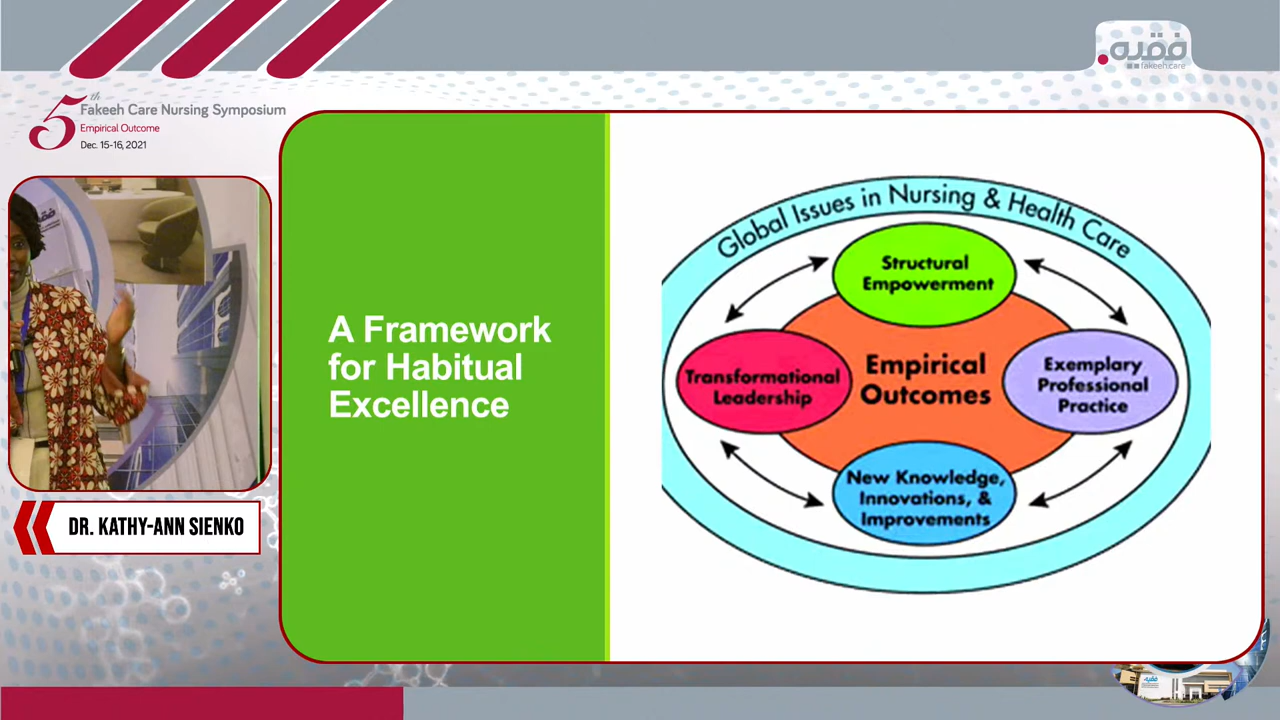 فقيه
fakeeh.care
5th
Fakeeh Care Nursing Symposium
Empirical Outcome
Dec. 15-16, 2021
DR. KATHY-ANN SIENKO
A Framework
for Habitual
Excellence
Global Issues in Nursing & Health Care
Structural
Empowerment
Transformational
Leadership
Empirical
Outcomes
Exemplary
Professional
Practice
New Knowledge,
Innovations, &
Improvements